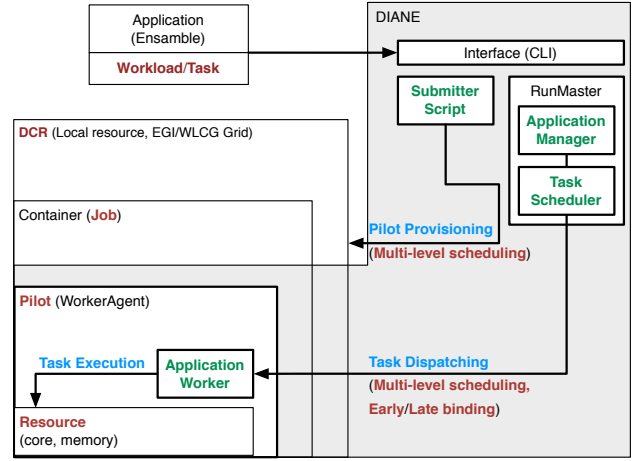 Application
(Ensamble)
Workload/Task
DIANE
Interface (CLI)
Submitter
Script
RunMaster
Application
Manager
Task
Scheduler
DCR (Local resource, EGI/WLCG Grid)
Container (Job)
Pilot Provisioning
(Multi-level scheduling)
Pilot (WorkerAgent)
Task Execution
Application
Worker
Task Dispatching
(Multi-level scheduling,
Early/Late binding)
Resource
(core, memory)